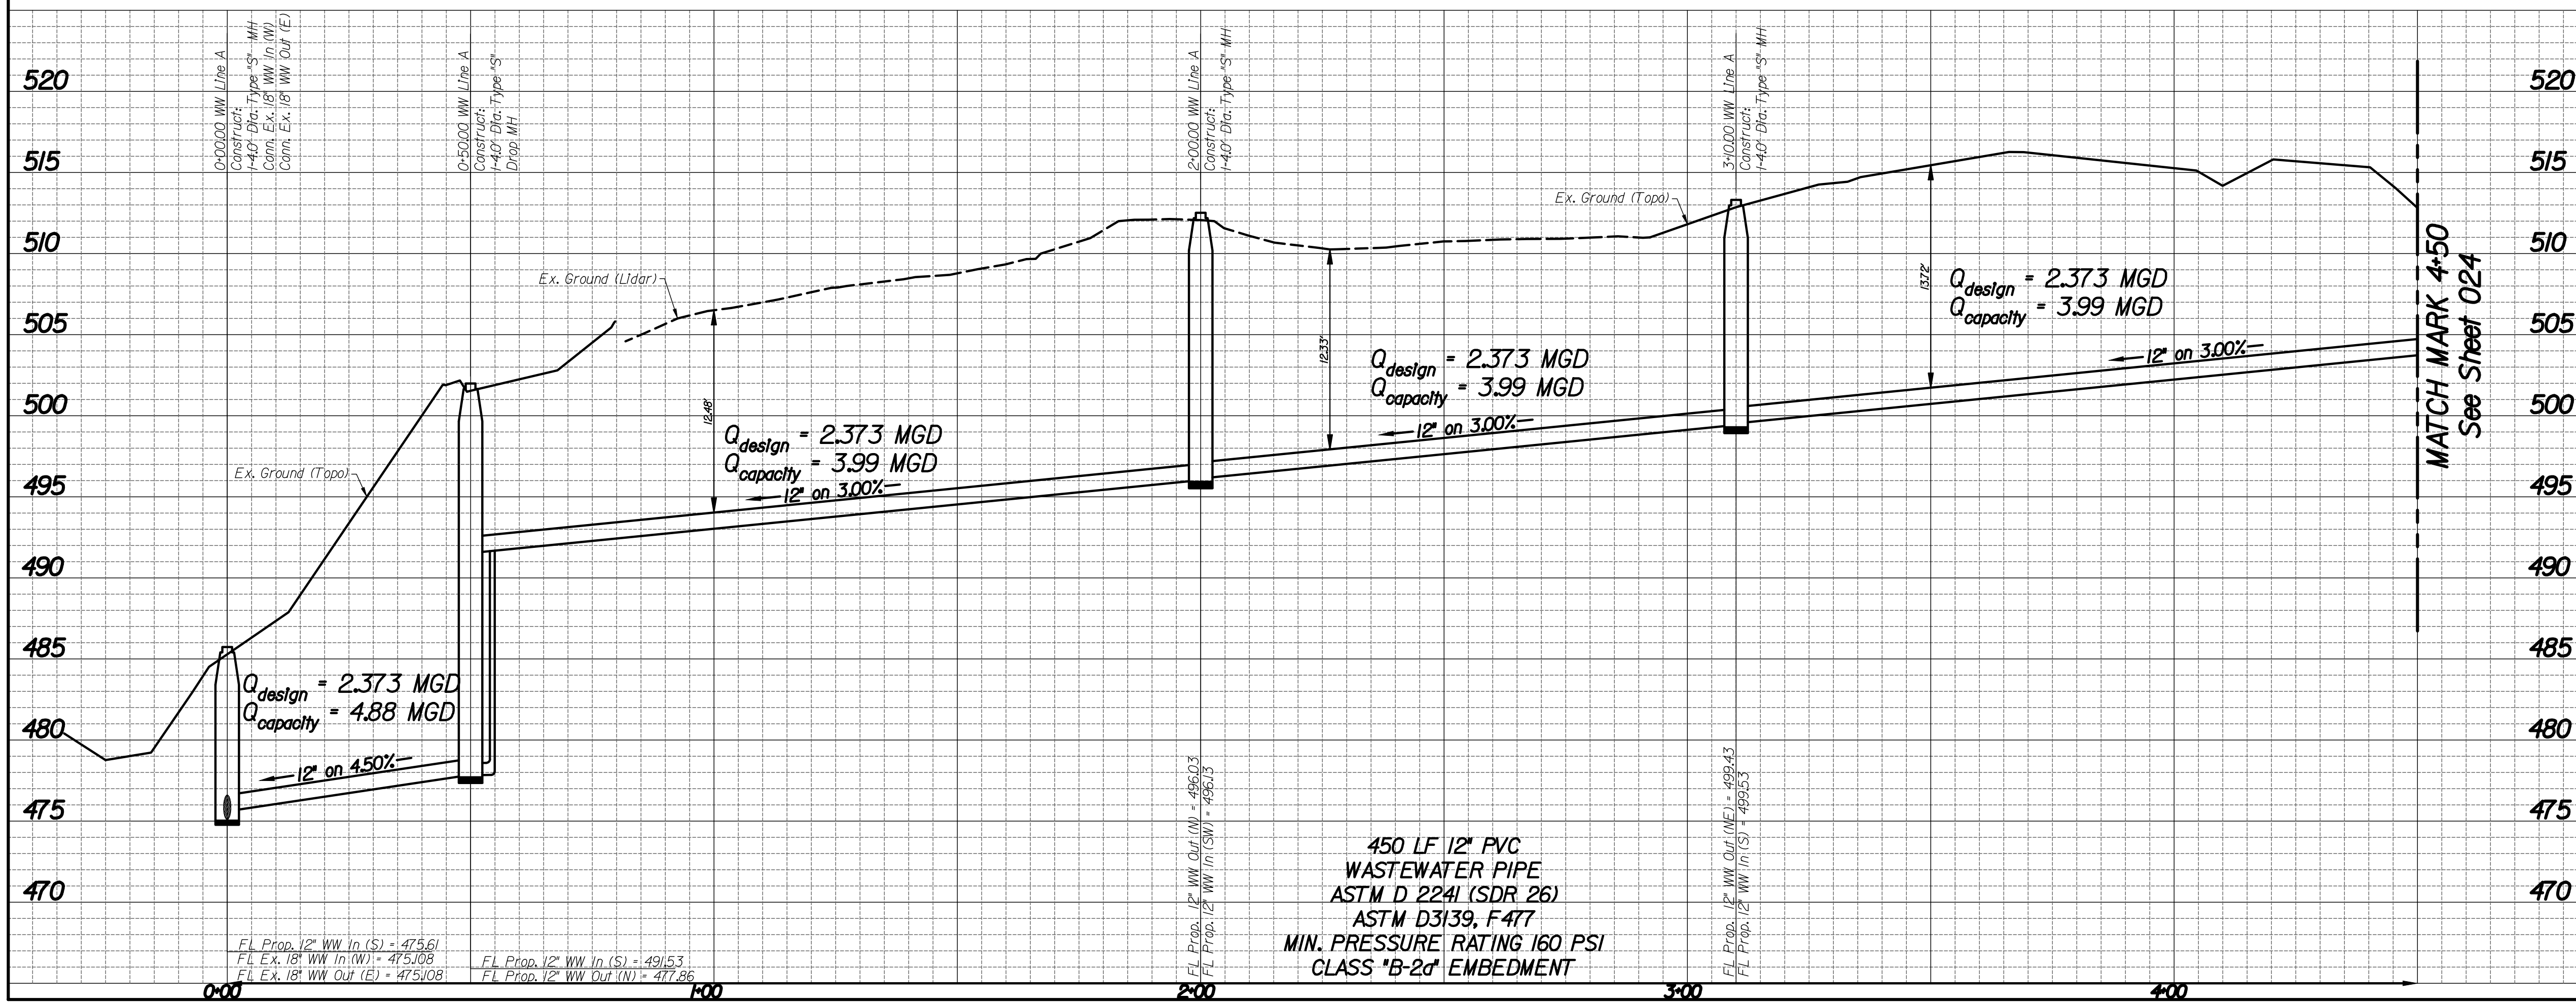 0+00.00 WW Line A
Construct:
1-4.0' Dia. Type "S" MH
Conn. Ex. 18" WW In (W)
Conn. Ex. 18" WW Out (E)
0+50.00 WW Line A
Construct:
1-4.0' Dia. Type "S"
Drop MH
2+00.00 WW Line A
Construct:
1-4.0' Dia. Type "S" MH
3+10.00 WW Line A
Construct:
1-4.0' Dia. Type "S" MH
520
515
510
505
500
495
490
485
480
475
470
520
515
510
505
500
495
490
485
480
475
470
Ex. Ground (Topo)
Ex. Ground (Lidar)
Ex. Ground (Topo)
12.48'
12.33'
13.72'
Qdesign = 2.373 MGD
Qcapacity = 4.88 MGD
12" on 4.50%
Qdesign = 2.373 MGD
Qcapacity = 3.99 MGD
12" on 3.00%
Qdesign = 2.373 MGD
Qcapacity = 3.99 MGD
12" on 3.00%
Qdesign = 2.373 MGD
Qcapacity = 3.99 MGD
12" on 3.00%
MATCH MARK 4+50
See Sheet 024
FL Prop. 12" WW In (S) = 475.61
FL Ex. 18" WW In (W) = 475.108
FL Ex. 18" WW Out (E) = 475.108
FL Prop. 12" WW In (S) = 491.53
FL Prop. 12" WW Out (N) = 477.86
FL Prop. 12" WW Out (N) = 496.03
FL Prop. 12" WW In (SW) = 496.13
450 LF 12" PVC
WASTEWATER PIPE
ASTM D 2241 (SDR 26)
ASTM D3139, F477
MIN. PRESSURE RATING 160 PSI
CLASS "B-2a" EMBEDMENT
FL Prop. 12" WW Out (NE) = 499.43
FL Prop. 12" WW In (S) = 499.53
0+00
1+00
2+00
3+00
4+00